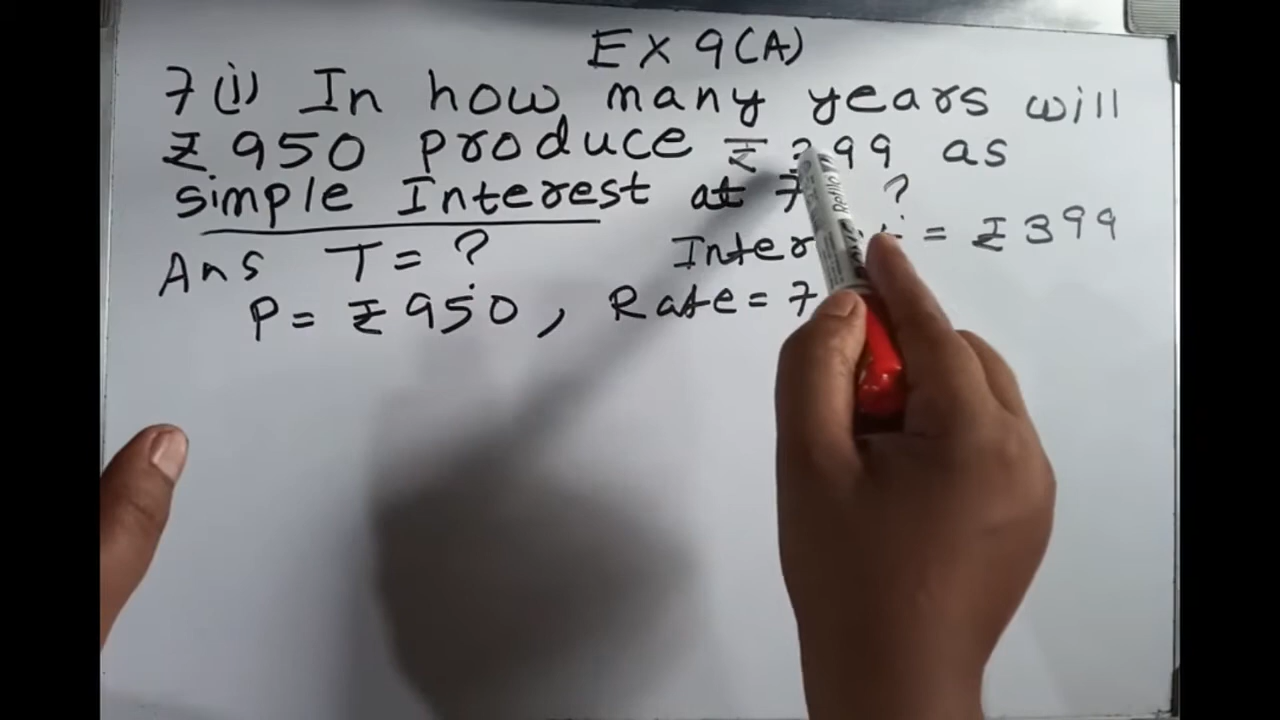 EX 9(A)
7(i) In how many years will
₹950 produce ₹399 as
simple Interest at 7 ?
Ans T = ? = ₹399
P = ₹950, Rate = 7